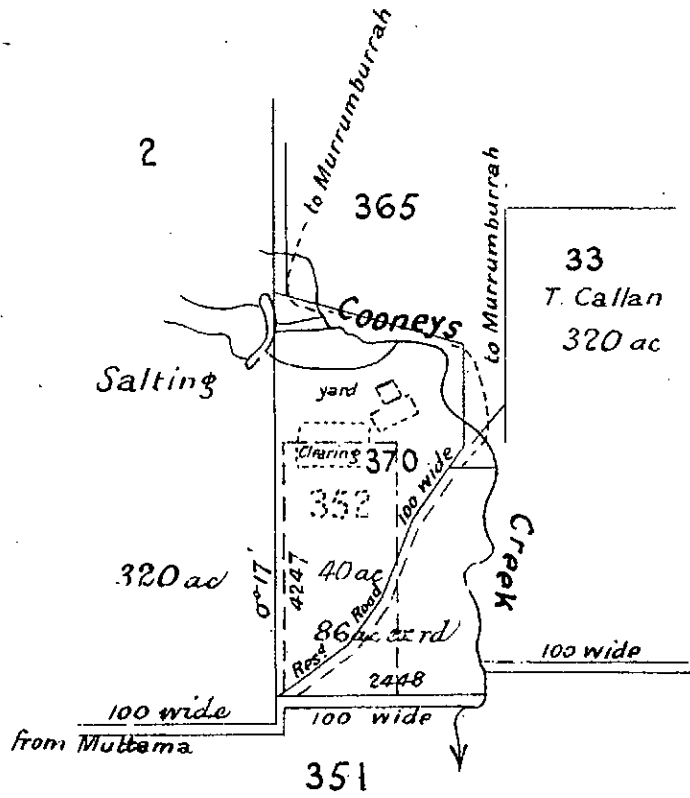 2
to Murrumburrah
365
to Murrumburrah
33
T. Callan
320 ac
Cooneys
Salting
yard
Clearing
370
352
100 wide
Creek
320 ac
0° 17'
4247
40 ac
Resd. Road
86 ac ex rd
2448
100 wide
100 wide
100 wide
from Muttama
351